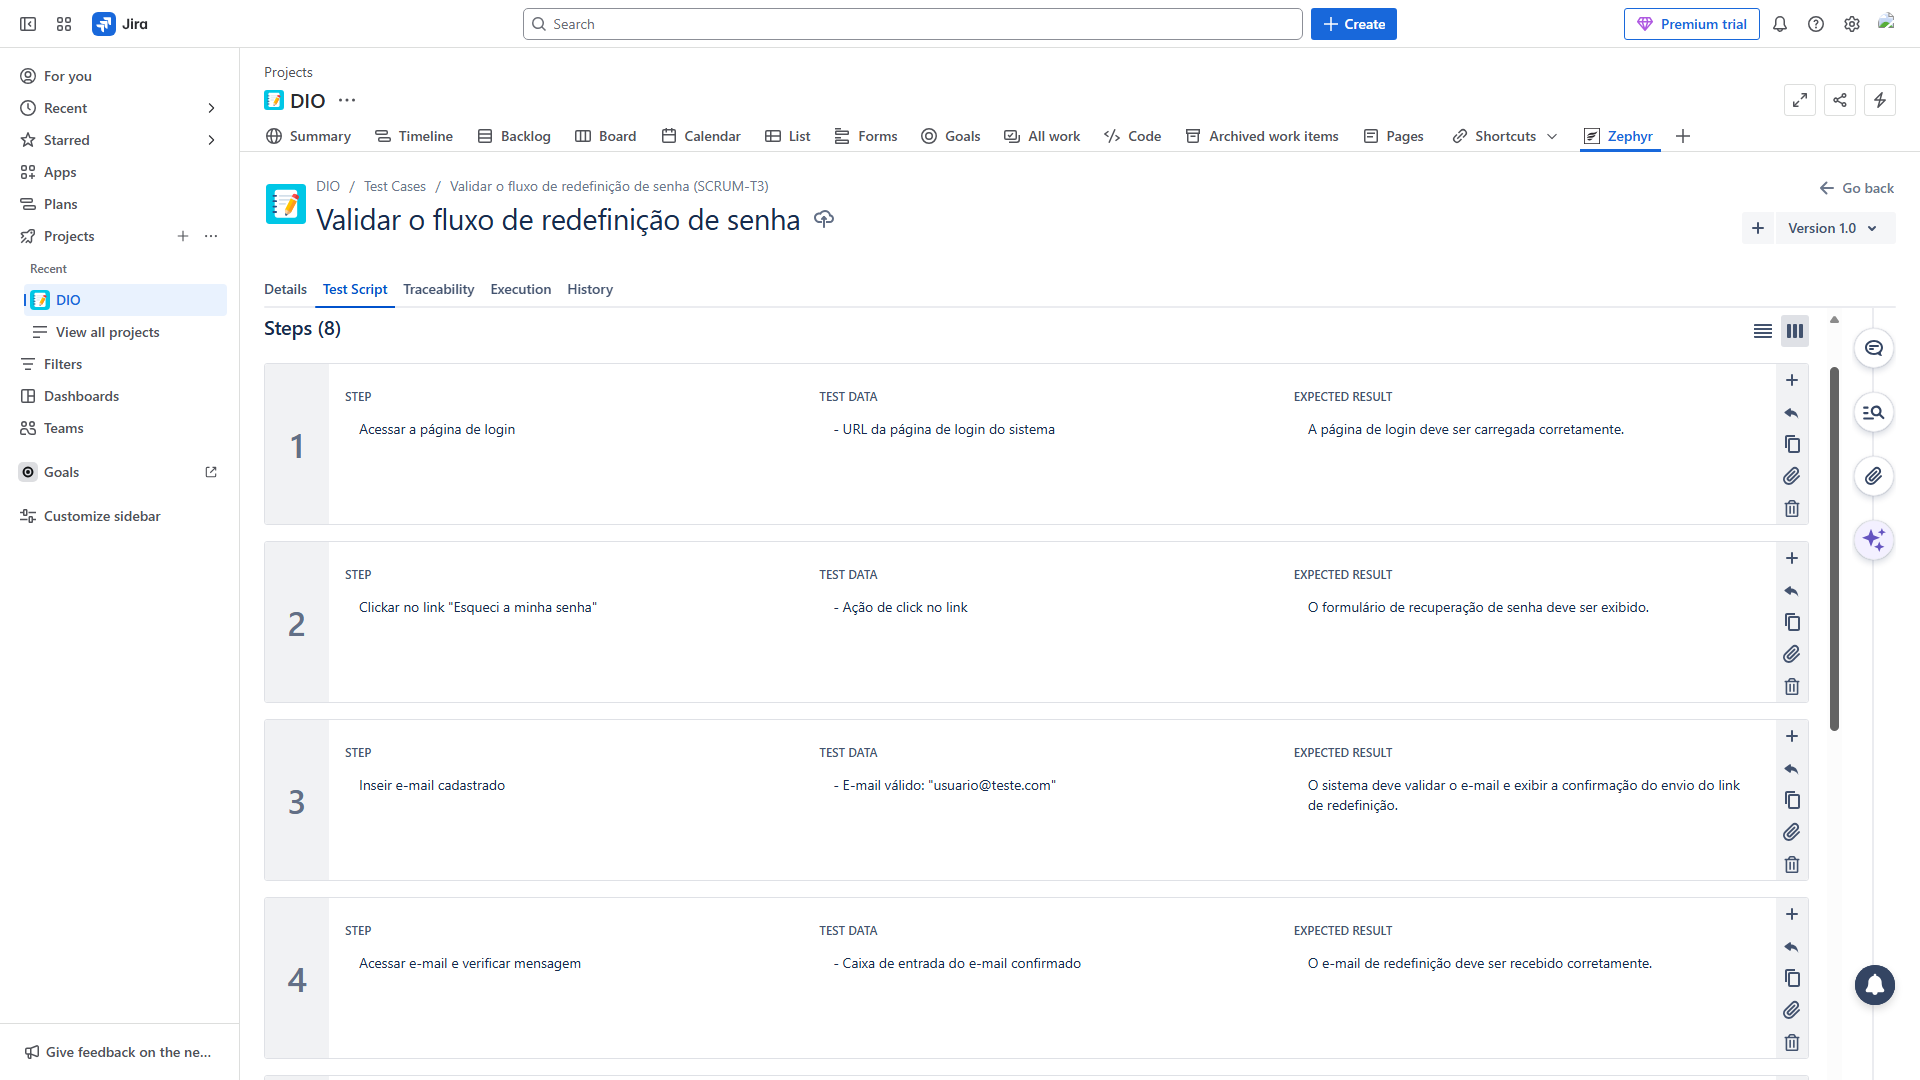 Jira
Search
Create
Premium trial
For you
Recent
Starred
Apps
Plans
Projects
Recent
DIO
View all projects
Filters
Dashboards
Teams
Goals
Customize sidebar
Give feedback on the ne...
Projects
DIO
Summary
Timeline
Backlog
Board
Calendar
List
Forms
Goals
All work
Code
Archived work items
Pages
Shortcuts
Zephyr
DIO / Test Cases / Validar o fluxo de redefinição de senha (SCRUM-T3)
Go back
Validar o fluxo de redefinição de senha
Version 1.0
Details
Test Script
Traceability
Execution
History
Steps (8)
1
STEP
Acessar a página de login
TEST DATA
- URL da página de login do sistema
EXPECTED RESULT
A página de login deve ser carregada corretamente.
2
STEP
Clickar no link "Esqueci a minha senha"
TEST DATA
- Ação de click no link
EXPECTED RESULT
O formulário de recuperação de senha deve ser exibido.
3
STEP
Inseir e-mail cadastrado
TEST DATA
- E-mail válido: "usuario@teste.com"
EXPECTED RESULT
O sistema deve validar o e-mail e exibir a confirmação do envio do link
de redefinição.
4
STEP
Acessar e-mail e verificar mensagem
TEST DATA
- Caixa de entrada do e-mail confirmado
EXPECTED RESULT
O e-mail de redefinição deve ser recebido corretamente.